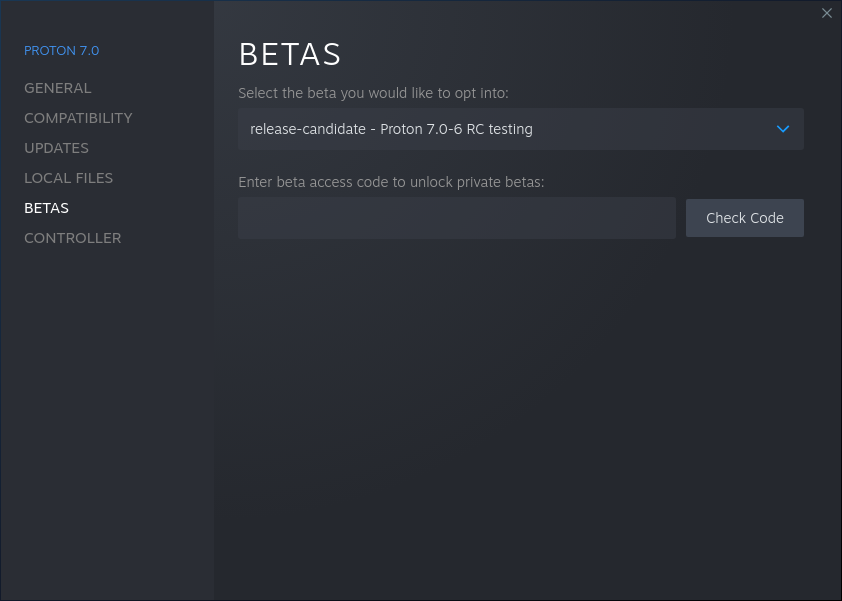 PROTON 7.0
GENERAL
COMPATIBILITY
UPDATES
LOCAL FILES
BETAS
CONTROLLER
BETAS
Select the beta you would like to opt into:
release-candidate - Proton 7.0-6 RC testing
Enter beta access code to unlock private betas:
Check Code